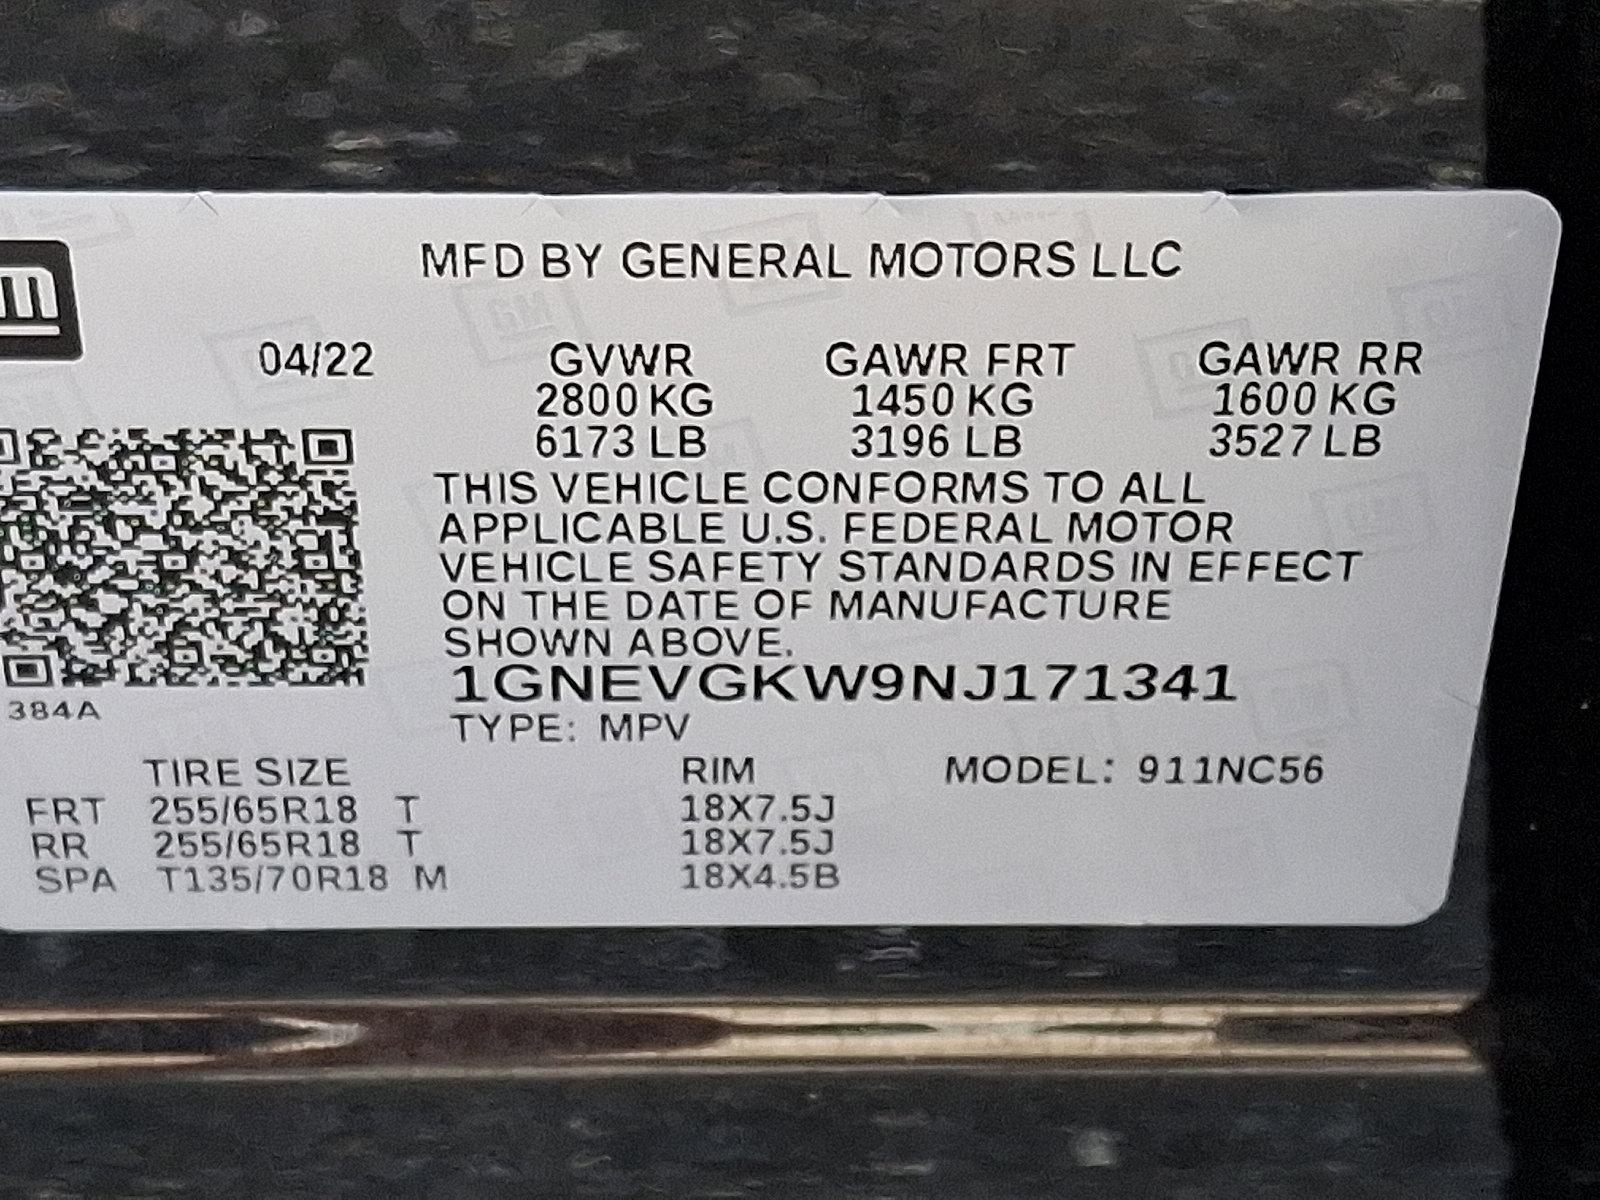 MFD BY GENERAL MOTORS LLC
gm
04/22 GVWR GAWR FRT GAWR RR
2800 KG 1450 KG 1600 KG
6173 LB 3196 LB 3527 LB
THIS VEHICLE CONFORMS TO ALL
APPLICABLE U.S. FEDERAL MOTOR
VEHICLE SAFETY STANDARDS IN EFFECT
ON THE DATE OF MANUFACTURE
SHOWN ABOVE.
1GNEVGKW9NJ171341
384A
TYPE: MPV
TIRE SIZE RIM MODEL: 911NC56
FRT 255/65R18 T 18X7.5J
RR 255/65R18 T 18X7.5J
SPA T135/70R18 M 18X4.5B